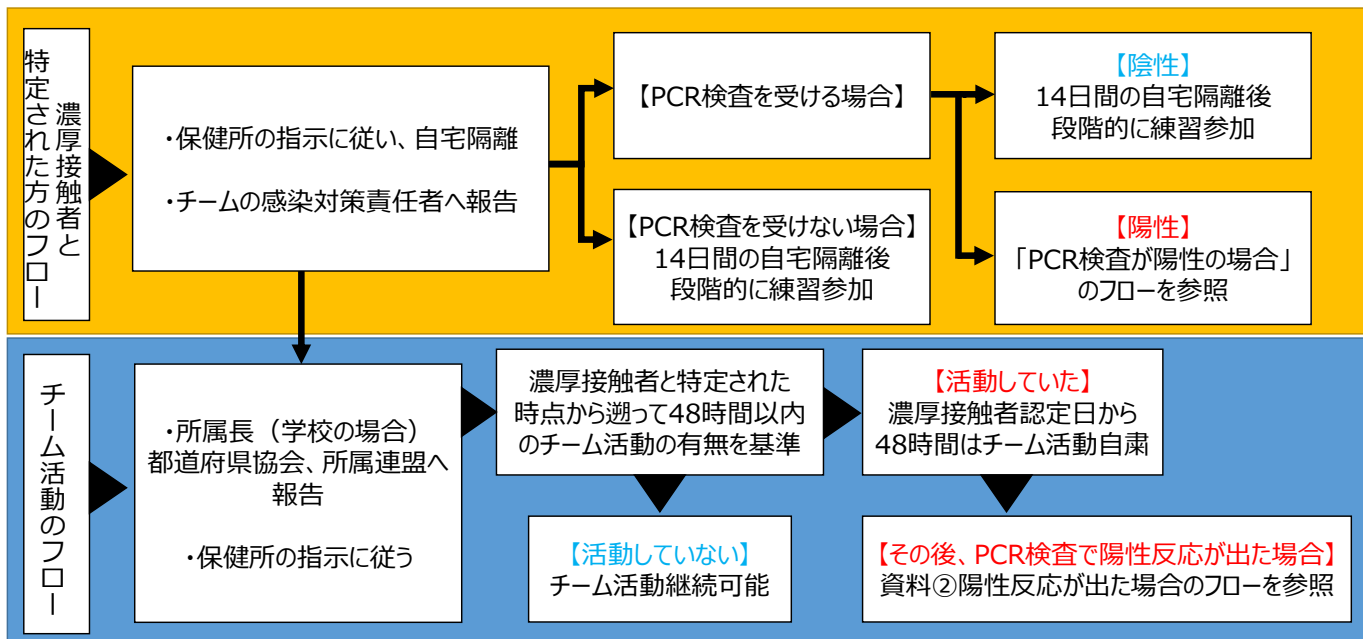 濃厚接触者と
特定された方のフロー
・保健所の指示に従い、自宅隔離
・チームの感染対策責任者へ報告
【PCR検査を受ける場合】
【PCR検査を受けない場合】
14日間の自宅隔離後
段階的に練習参加
【陰性】
14日間の自宅隔離後
段階的に練習参加
【陽性】
「PCR検査が陽性の場合」
のフローを参照
チーム活動のフロー
・所属長（学校の場合）
都道府県協会、所属連盟へ
報告
・保健所の指示に従う
濃厚接触者と特定された
時点から遡って48時間以内
のチーム活動の有無を基準
【活動していない】
チーム活動継続可能
【活動していた】
濃厚接触者認定日から
48時間はチーム活動自粛
【その後、PCR検査で陽性反応が出た場合】
資料②陽性反応が出た場合のフローを参照